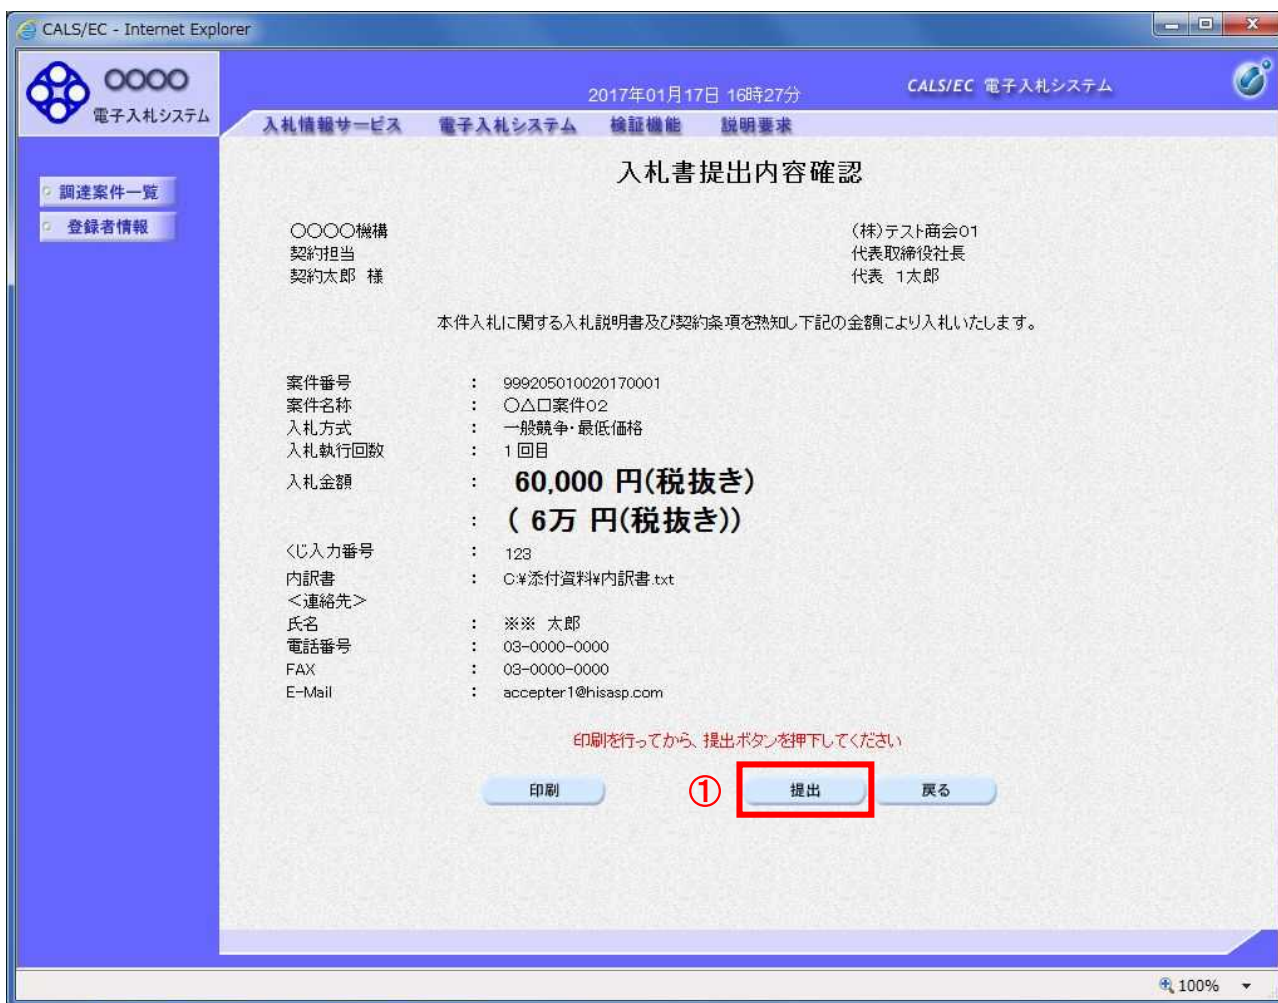 CALS/EC - Internet Explorer
〇〇〇〇
電子入札システム
2017年01月17日 16時27分
CALS/EC 電子入札システム
入札情報サービス 電子入札システム 検証機能 説明要求
調達案件一覧
登録者情報
入札書提出内容確認
〇〇〇〇機構
契約担当
契約太郎 様
(株)テスト商会01
代表取締役社長
代表 1太郎
本件入札に関する入札説明書及び契約条項を熟知し下記の金額により入札いたします。
案件番号 : 999205010020170001
案件名称 : 〇△口案件02
入札方式 : 一般競争・最低価格
入札執行回数 : 1回目
入札金額 : 60,000 円(税抜き)
: ( 6万 円(税抜き))
くじ入力番号 : 123
内訳書 : C:¥添付資料¥内訳書.txt
<連絡先>
氏名 : ※※ 太郎
電話番号 : 03-0000-0000
FAX : 03-0000-0000
E-Mail : accepter1@hisasp.com
印刷を行ってから、提出ボタンを押下してください
印刷 ① 提出 戻る
100%